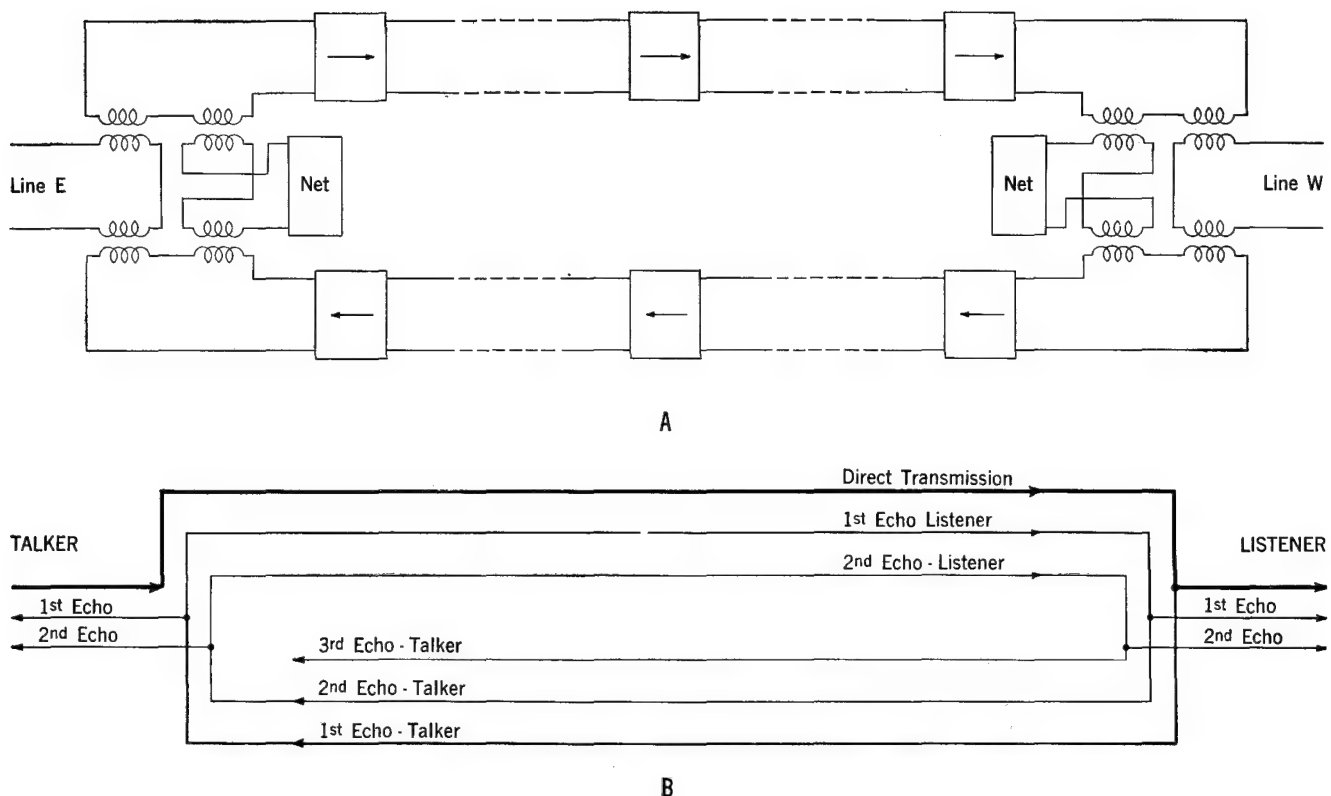 Line E
Net
Net
Line W
A
Direct Transmission
1st Echo Listener
TALKER
LISTENER
2nd Echo - Listener
1st Echo
1st Echo
2nd Echo
2nd Echo
3rd Echo - Talker
2nd Echo - Talker
1st Echo - Talker
B